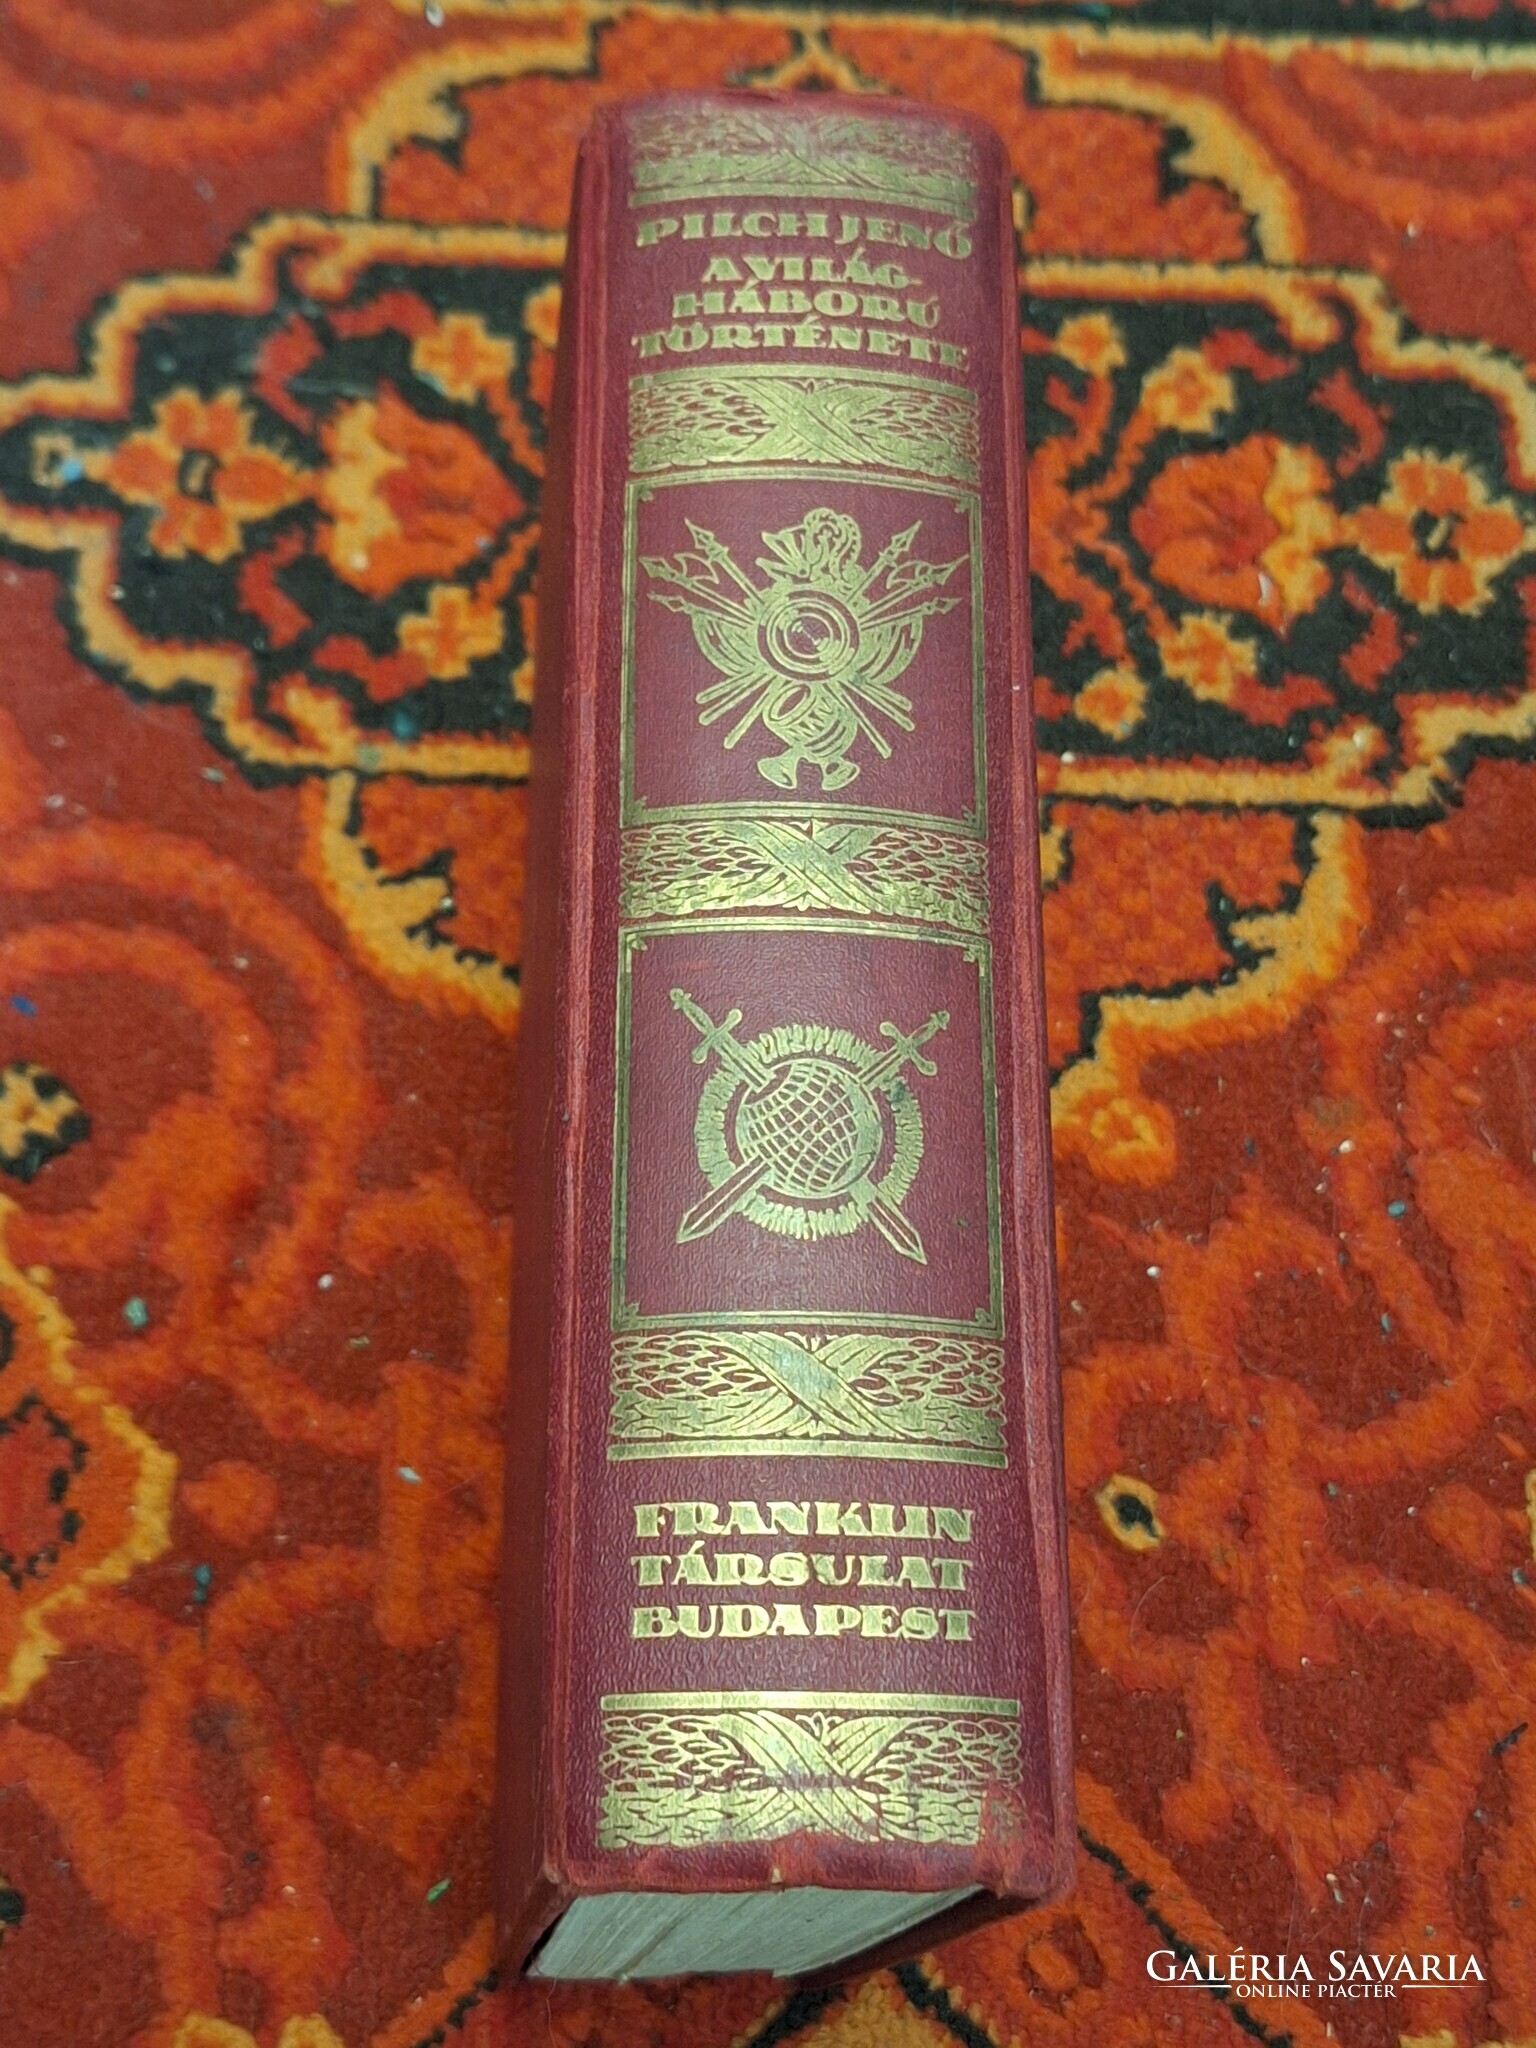 PILCH JENŐ
A VILÁG-
HÁBORÚ
TÖRTÉNETE
FRANKLIN
TÁRSULAT
BUDAPEST
GALÉRIA SAVARIA
ONLINE PIACTÉR